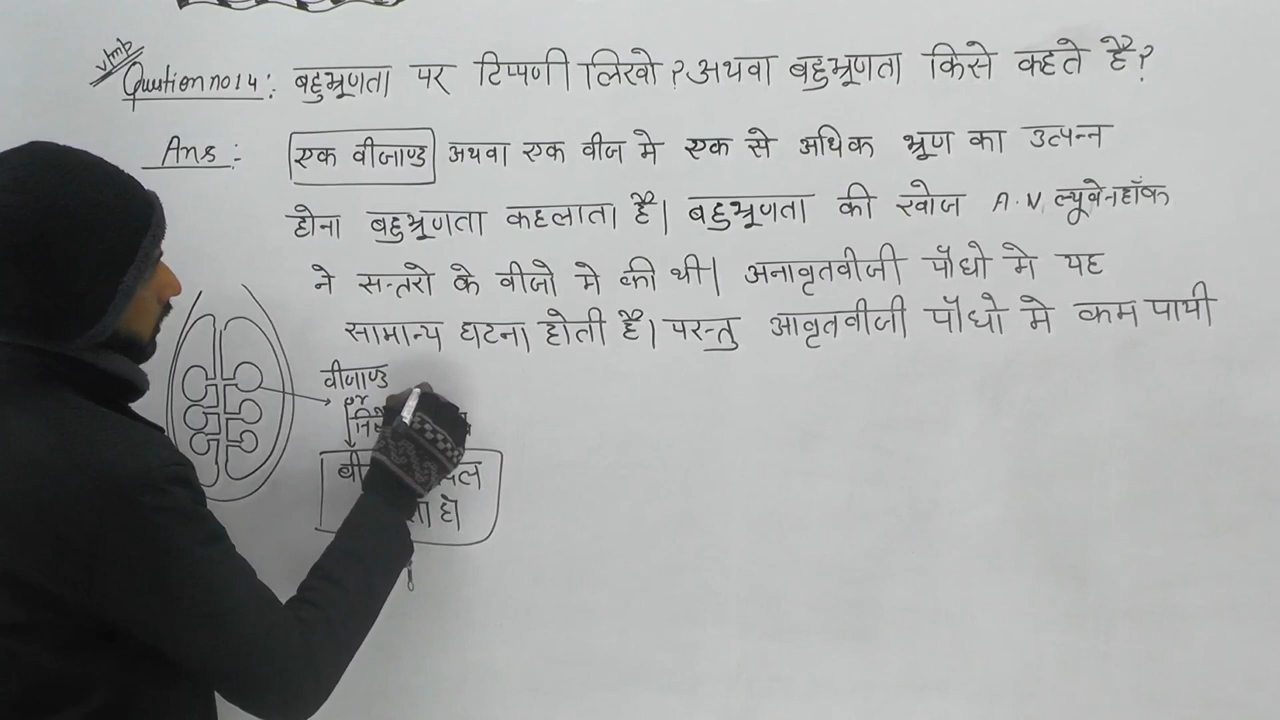 vImb
Question no 14: बहुभ्रूणता पर टिप्पणी लिखो? अथवा बहुभ्रूणता किसे कहते है?
Ans:- एक बीजाण्ड अथवा एक बीज मे एक से अधिक भ्रूण का उत्पन्न
होना बहुभ्रूणता कहलाता है। बहुभ्रूणता की खोज A.V, ल्यूवेनहॉक
ने सन्तरो के बीजो मे की थी। अनावृतबीजी पौधो मे यह
सामान्य घटना होती है। परन्तु आवृतबीजी पौधो मे कम पायी
बीजाण्ड